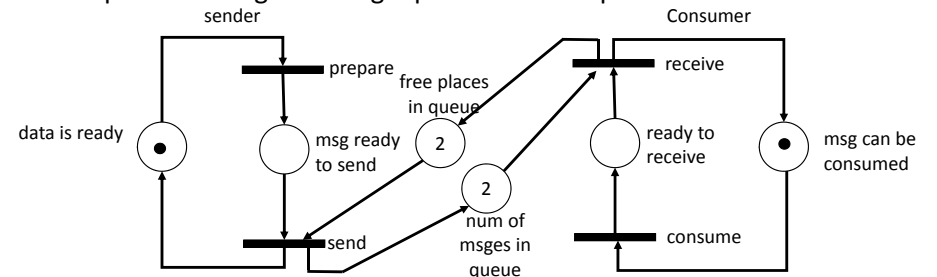 sender
Consumer
prepare
receive
free places
in queue
data is ready
msg ready
to send
2
ready to
receive
msg can be
consumed
2
num of
msges in
queue
send
consume